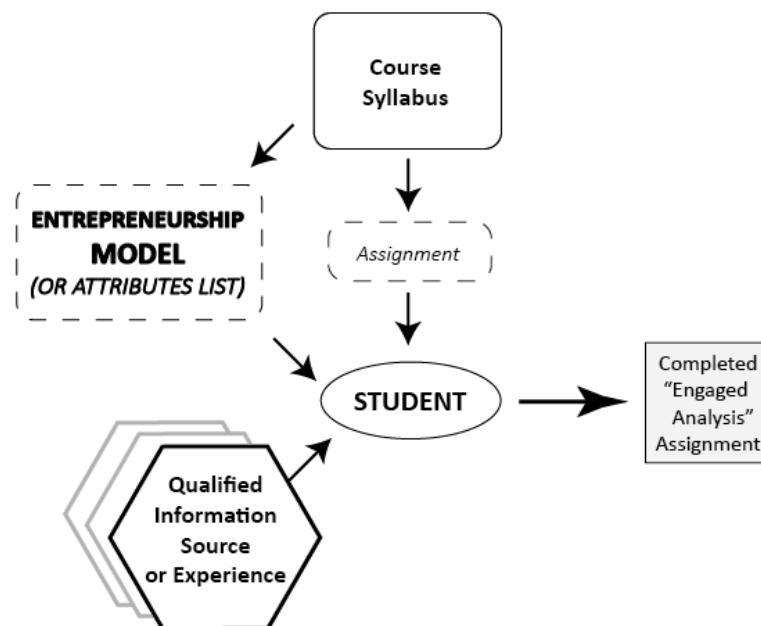 Course
Syllabus
ENTREPRENEURSHIP
MODEL
(OR ATTRIBUTES LIST)
Assignment
STUDENT
Completed
“Engaged
Analysis”
Assignment
Qualified
Information
Source
or Experience